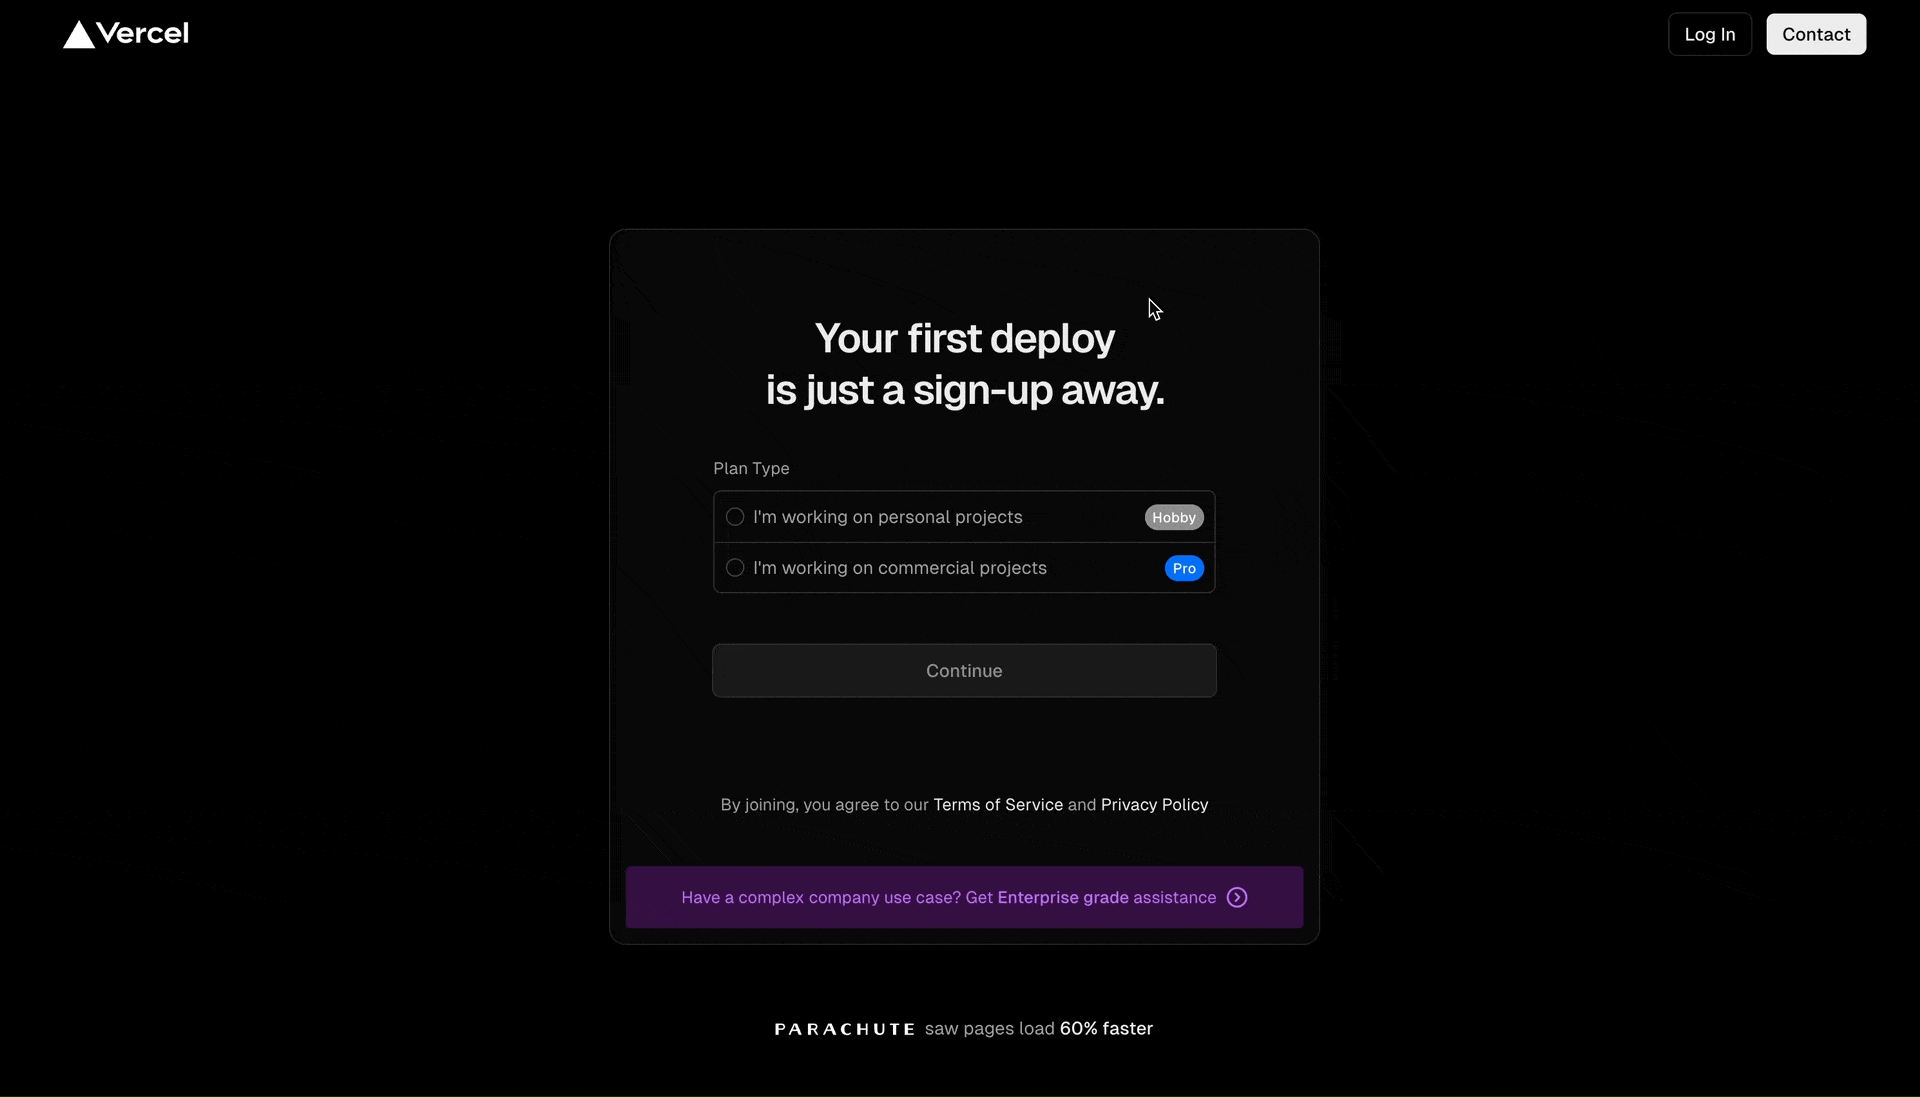 Vercel
Log In
Contact
Your first deploy
is just a sign-up away.
Plan Type
I'm working on personal projects
Hobby
I'm working on commercial projects
Pro
Continue
By joining, you agree to our Terms of Service and Privacy Policy
Have a complex company use case? Get Enterprise grade assistance
PARACHUTE saw pages load 60% faster